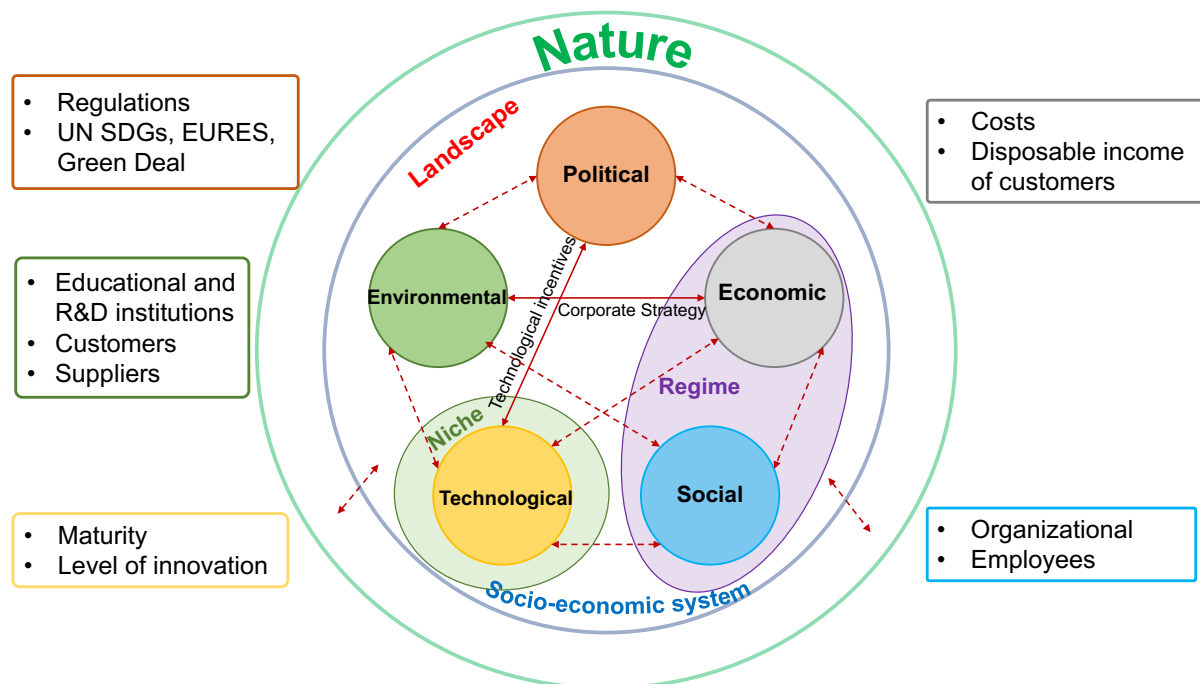 Nature
• Regulations
• UN SDGs, EURES,
Green Deal
Landscape
Political
• Costs
• Disposable income
of customers
• Educational and
R&D institutions
• Customers
• Suppliers
Environmental
Technological incentives
Corporate Strategy
Economic
Regime
Niche
Technological
Social
• Maturity
• Level of innovation
• Organizational
• Employees
Socio-economic system